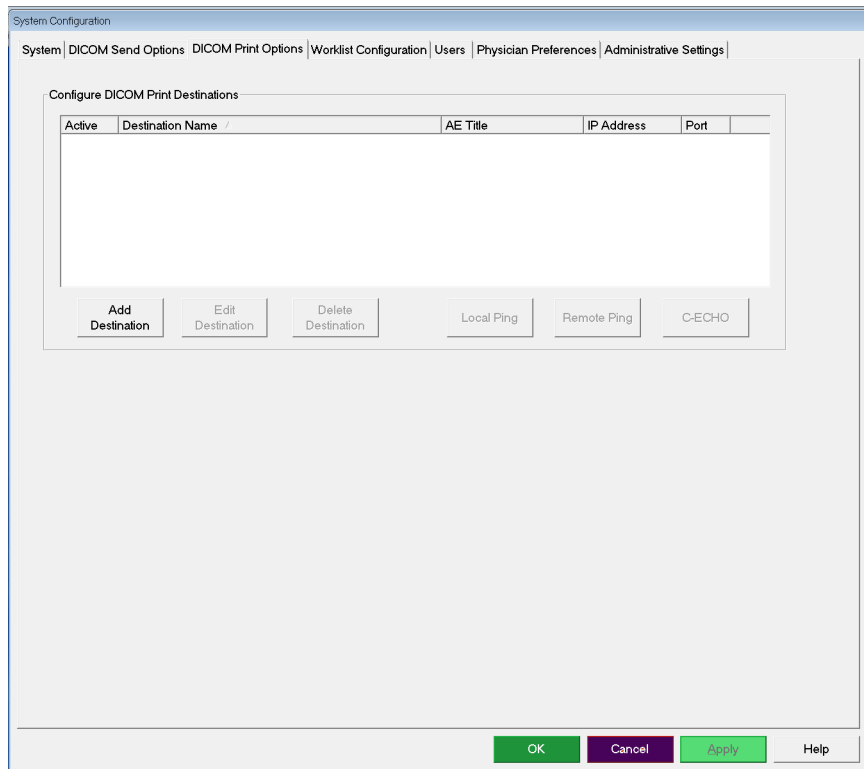 System Configuration
System DICOM Send Options DICOM Print Options Worklist Configuration Users Physician Preferences Administrative Settings
Configure DICOM Print Destinations
Active Destination Name / AE Title IP Address Port
Add Edit Delete
Destination Destination Destination
Local Ping Remote Ping C-ECHO
OK Cancel Apply Help